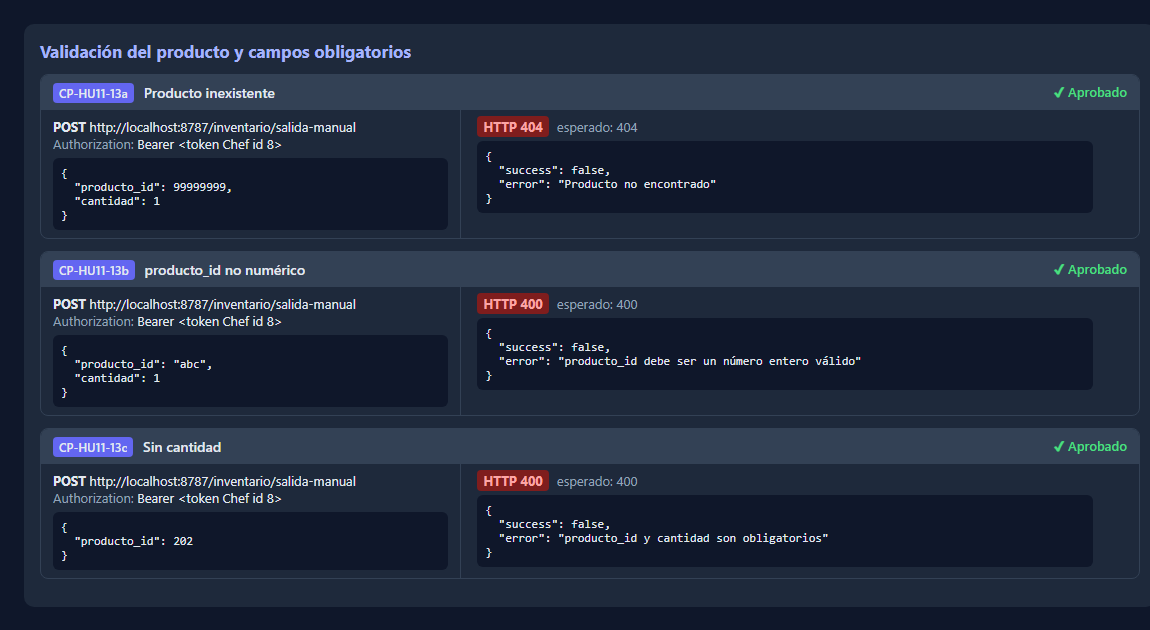 Validación del producto y campos obligatorios
CP-HU11-13a Producto inexistente ✓ Aprobado
POST http://localhost:8787/inventario/salida-manual
Authorization: Bearer <token Chef id 8>
{
  "producto_id": 99999999,
  "cantidad": 1
}
HTTP 404 esperado: 404
{
  "success": false,
  "error": "Producto no encontrado"
}
CP-HU11-13b producto_id no numérico ✓ Aprobado
POST http://localhost:8787/inventario/salida-manual
Authorization: Bearer <token Chef id 8>
{
  "producto_id": "abc",
  "cantidad": 1
}
HTTP 400 esperado: 400
{
  "success": false,
  "error": "producto_id debe ser un número entero válido"
}
CP-HU11-13c Sin cantidad ✓ Aprobado
POST http://localhost:8787/inventario/salida-manual
Authorization: Bearer <token Chef id 8>
{
  "producto_id": 202
}
HTTP 400 esperado: 400
{
  "success": false,
  "error": "producto_id y cantidad son obligatorios"
}